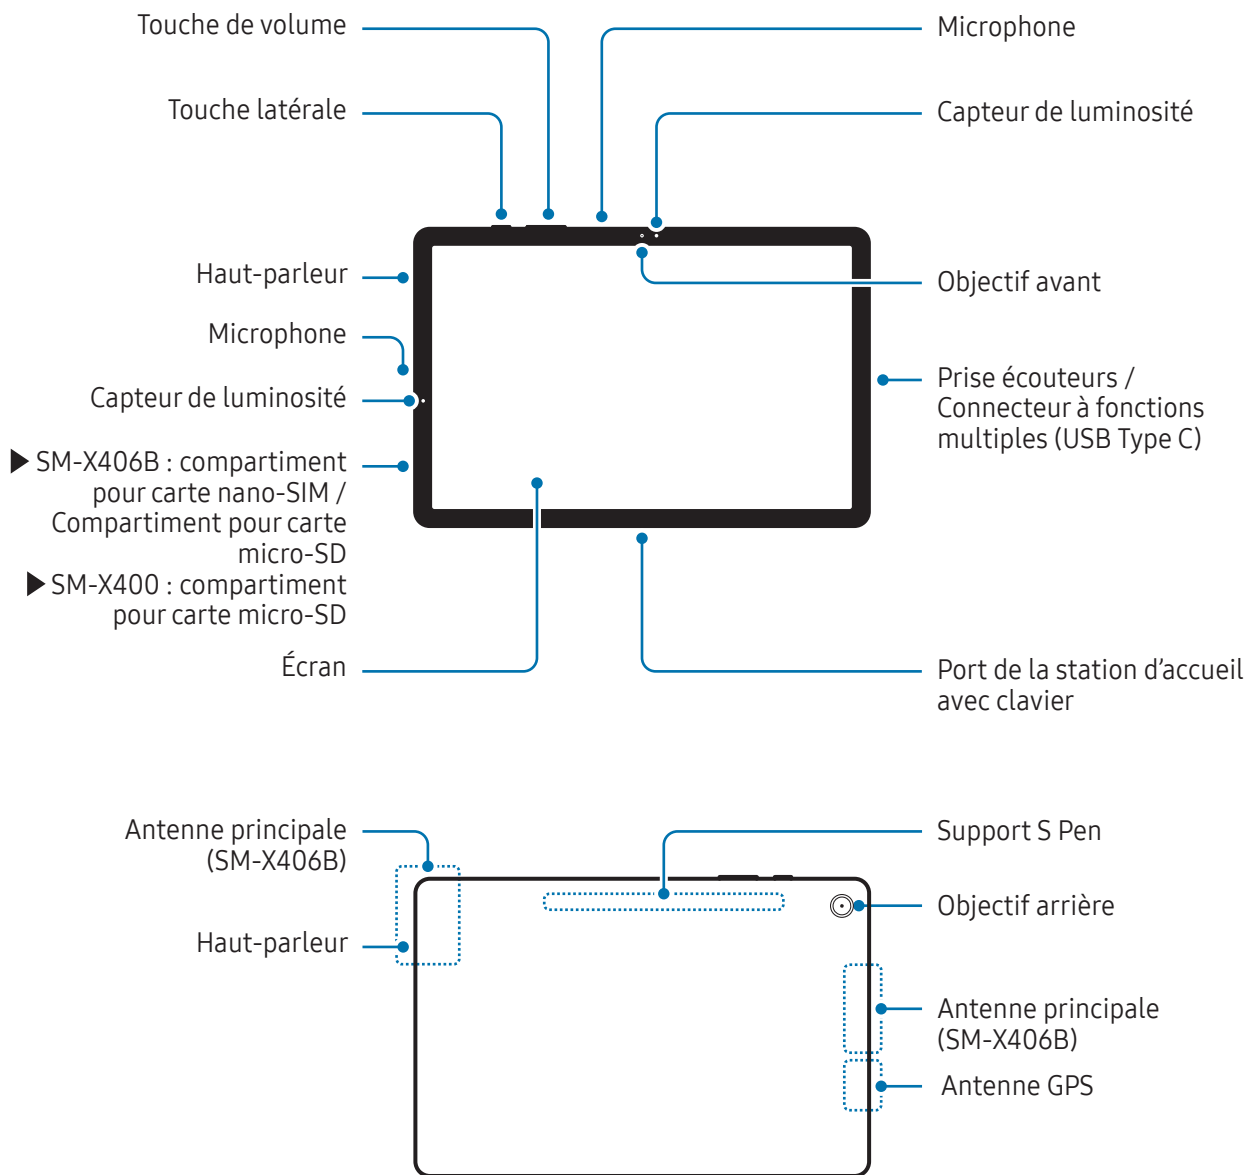 Touche de volume
Touche latérale
Haut-parleur
Microphone
Capteur de luminosité
▶ SM-X406B : compartiment
pour carte nano-SIM /
Compartiment pour carte
micro-SD
▶ SM-X400 : compartiment
pour carte micro-SD
Écran
Microphone
Capteur de luminosité
Objectif avant
Prise écouteurs /
Connecteur à fonctions
multiples (USB Type C)
Port de la station d’accueil
avec clavier
Antenne principale
(SM-X406B)
Haut-parleur
Support S Pen
Objectif arrière
Antenne principale
(SM-X406B)
Antenne GPS